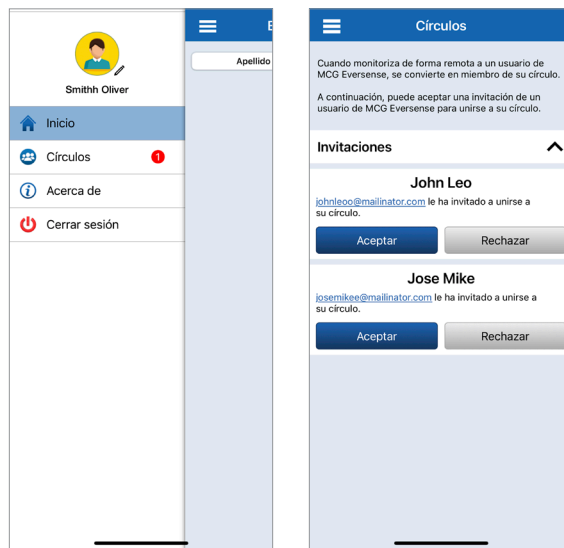 Smithh Oliver
Inicio
Círculos
1
Acerca de
Cerrar sesión
Apellido
Círculos
Cuando monitoriza de forma remota a un usuario de
MCG Eversense, se convierte en miembro de su círculo.
A continuación, puede aceptar una invitación de un
usuario de MCG Eversense para unirse a su círculo.
Invitaciones
John Leo
johnleoo@mailinator.com le ha invitado a unirse a
su círculo.
Aceptar
Rechazar
Jose Mike
josemikee@mailinator.com le ha invitado a unirse a
su círculo.
Aceptar
Rechazar